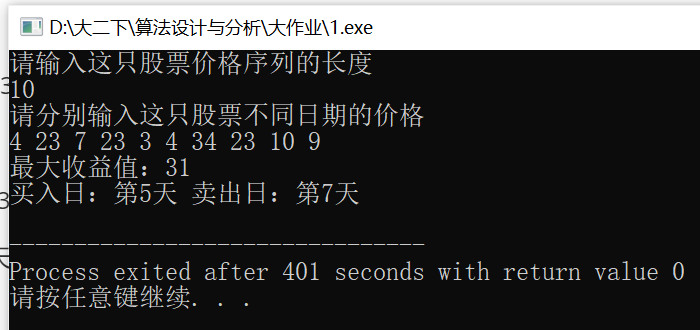 D:\大二下\算法设计与分析\大作业\1.exe
请输入这只股票价格序列的长度
10
请分别输入这只股票不同日期的价格
4 23 7 23 3 4 34 23 10 9
最大收益值：31
买入日：第5天 卖出日：第7天
--------------------------------
Process exited after 401 seconds with return value 0
请按任意键继续. . .